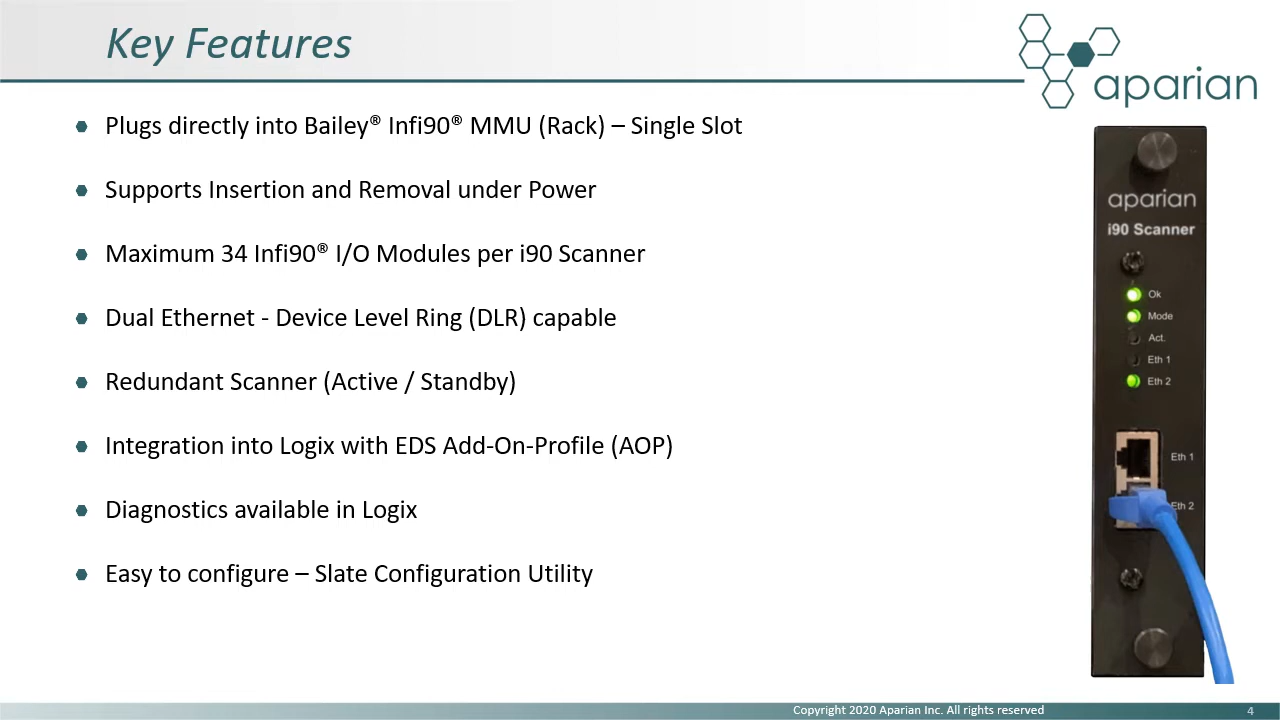 Key Features
aparian
Plugs directly into Bailey® Infi90® MMU (Rack) – Single Slot
Supports Insertion and Removal under Power
Maximum 34 Infi90® I/O Modules per i90 Scanner
Dual Ethernet - Device Level Ring (DLR) capable
Redundant Scanner (Active / Standby)
Integration into Logix with EDS Add-On-Profile (AOP)
Diagnostics available in Logix
Easy to configure – Slate Configuration Utility
aparian
i90 Scanner
Ok
Mode
Act.
Eth 1
Eth 2
Eth 1
Eth 2
Copyright 2020 Aparian Inc. All rights reserved
4